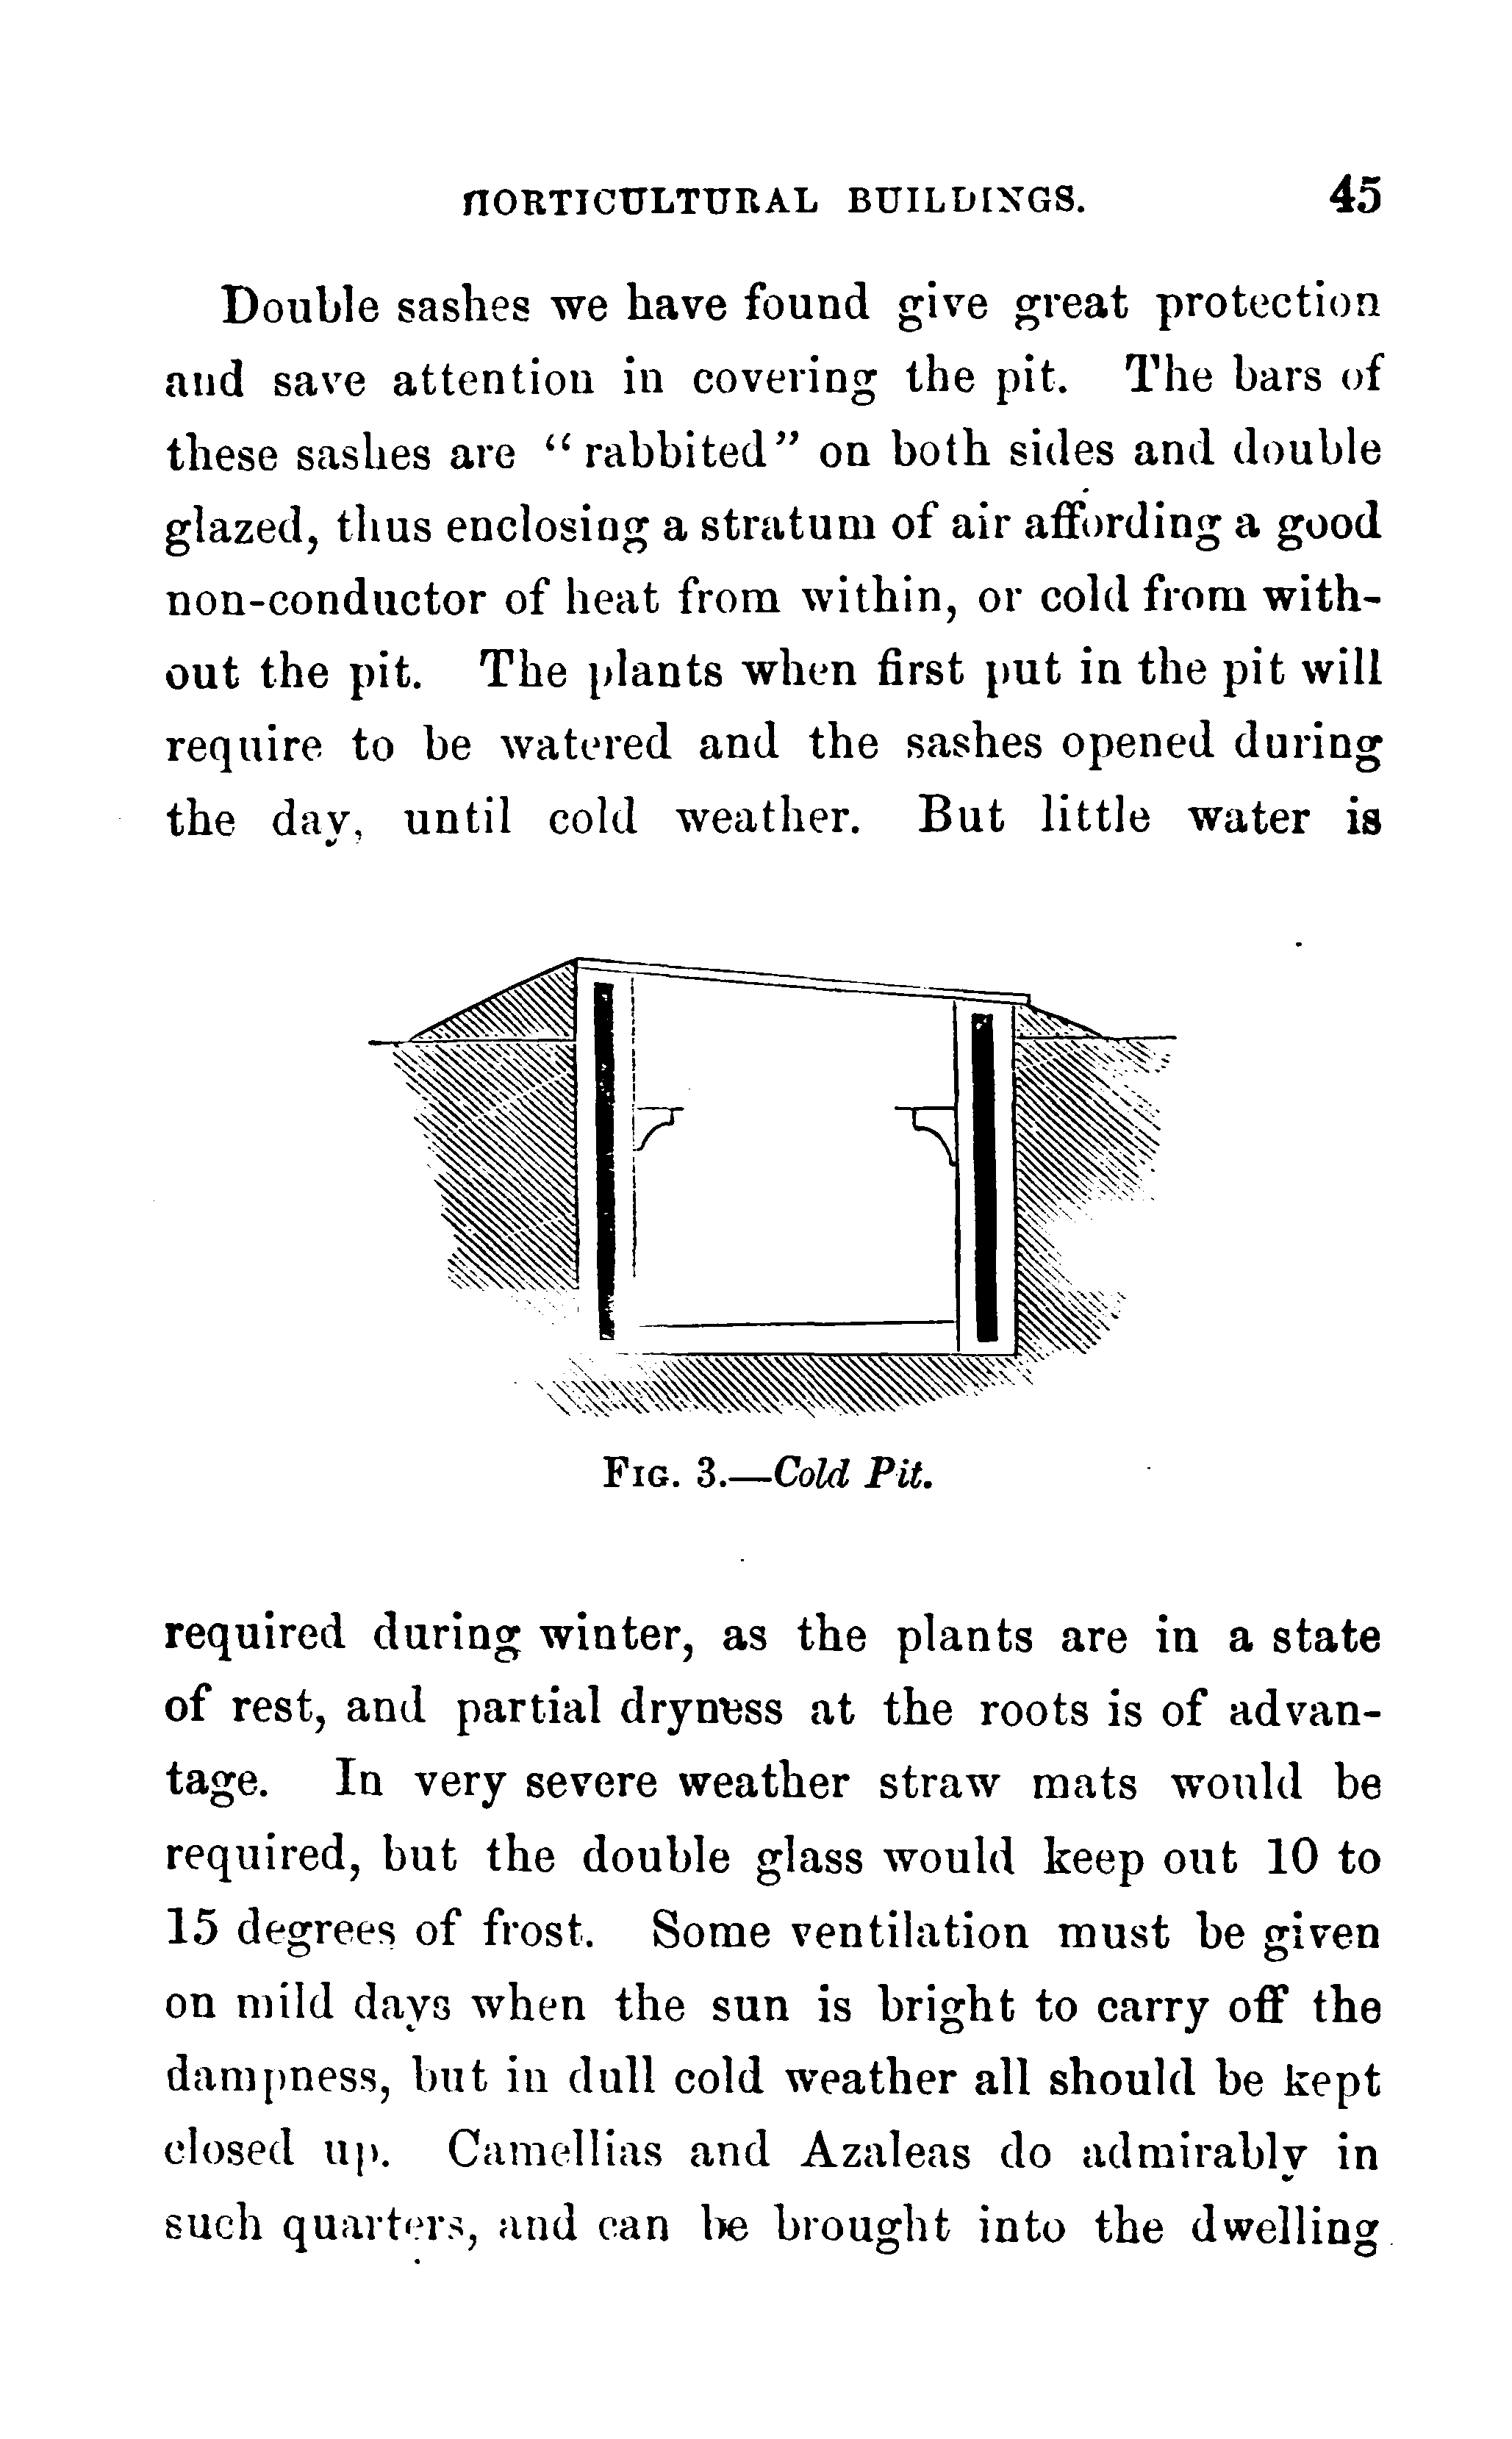 HORTICULTURAL BUILDINGS. 45
Double sashes we have found give great protection
and save attention in covering the pit. The bars of
these sashes are “rabbited” on both sides and double
glazed, thus enclosing a stratum of air affording a good
non-conductor of heat from within, or cold from with-
out the pit. The plants when first put in the pit will
require to be watered and the sashes opened during
the day, until cold weather. But little water is
FIG. 3.—Cold Pit.
required during winter, as the plants are in a state
of rest, and partial dryness at the roots is of advan-
tage. In very severe weather straw mats would be
required, but the double glass would keep out 10 to
15 degrees of frost. Some ventilation must be given
on mild days when the sun is bright to carry off the
dampness, but in dull cold weather all should be kept
closed up. Camellias and Azaleas do admirably in
such quarters, and can be brought into the dwelling